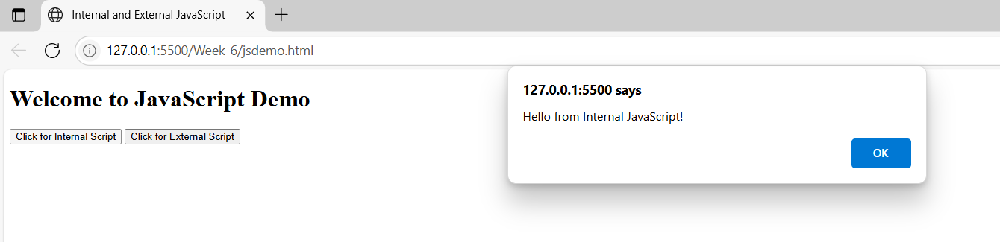 Internal and External JavaScript
127.0.0.1:5500/Week-6/jsdemo.html
Welcome to JavaScript Demo
Click for Internal Script Click for External Script
127.0.0.1:5500 says
Hello from Internal JavaScript!
OK